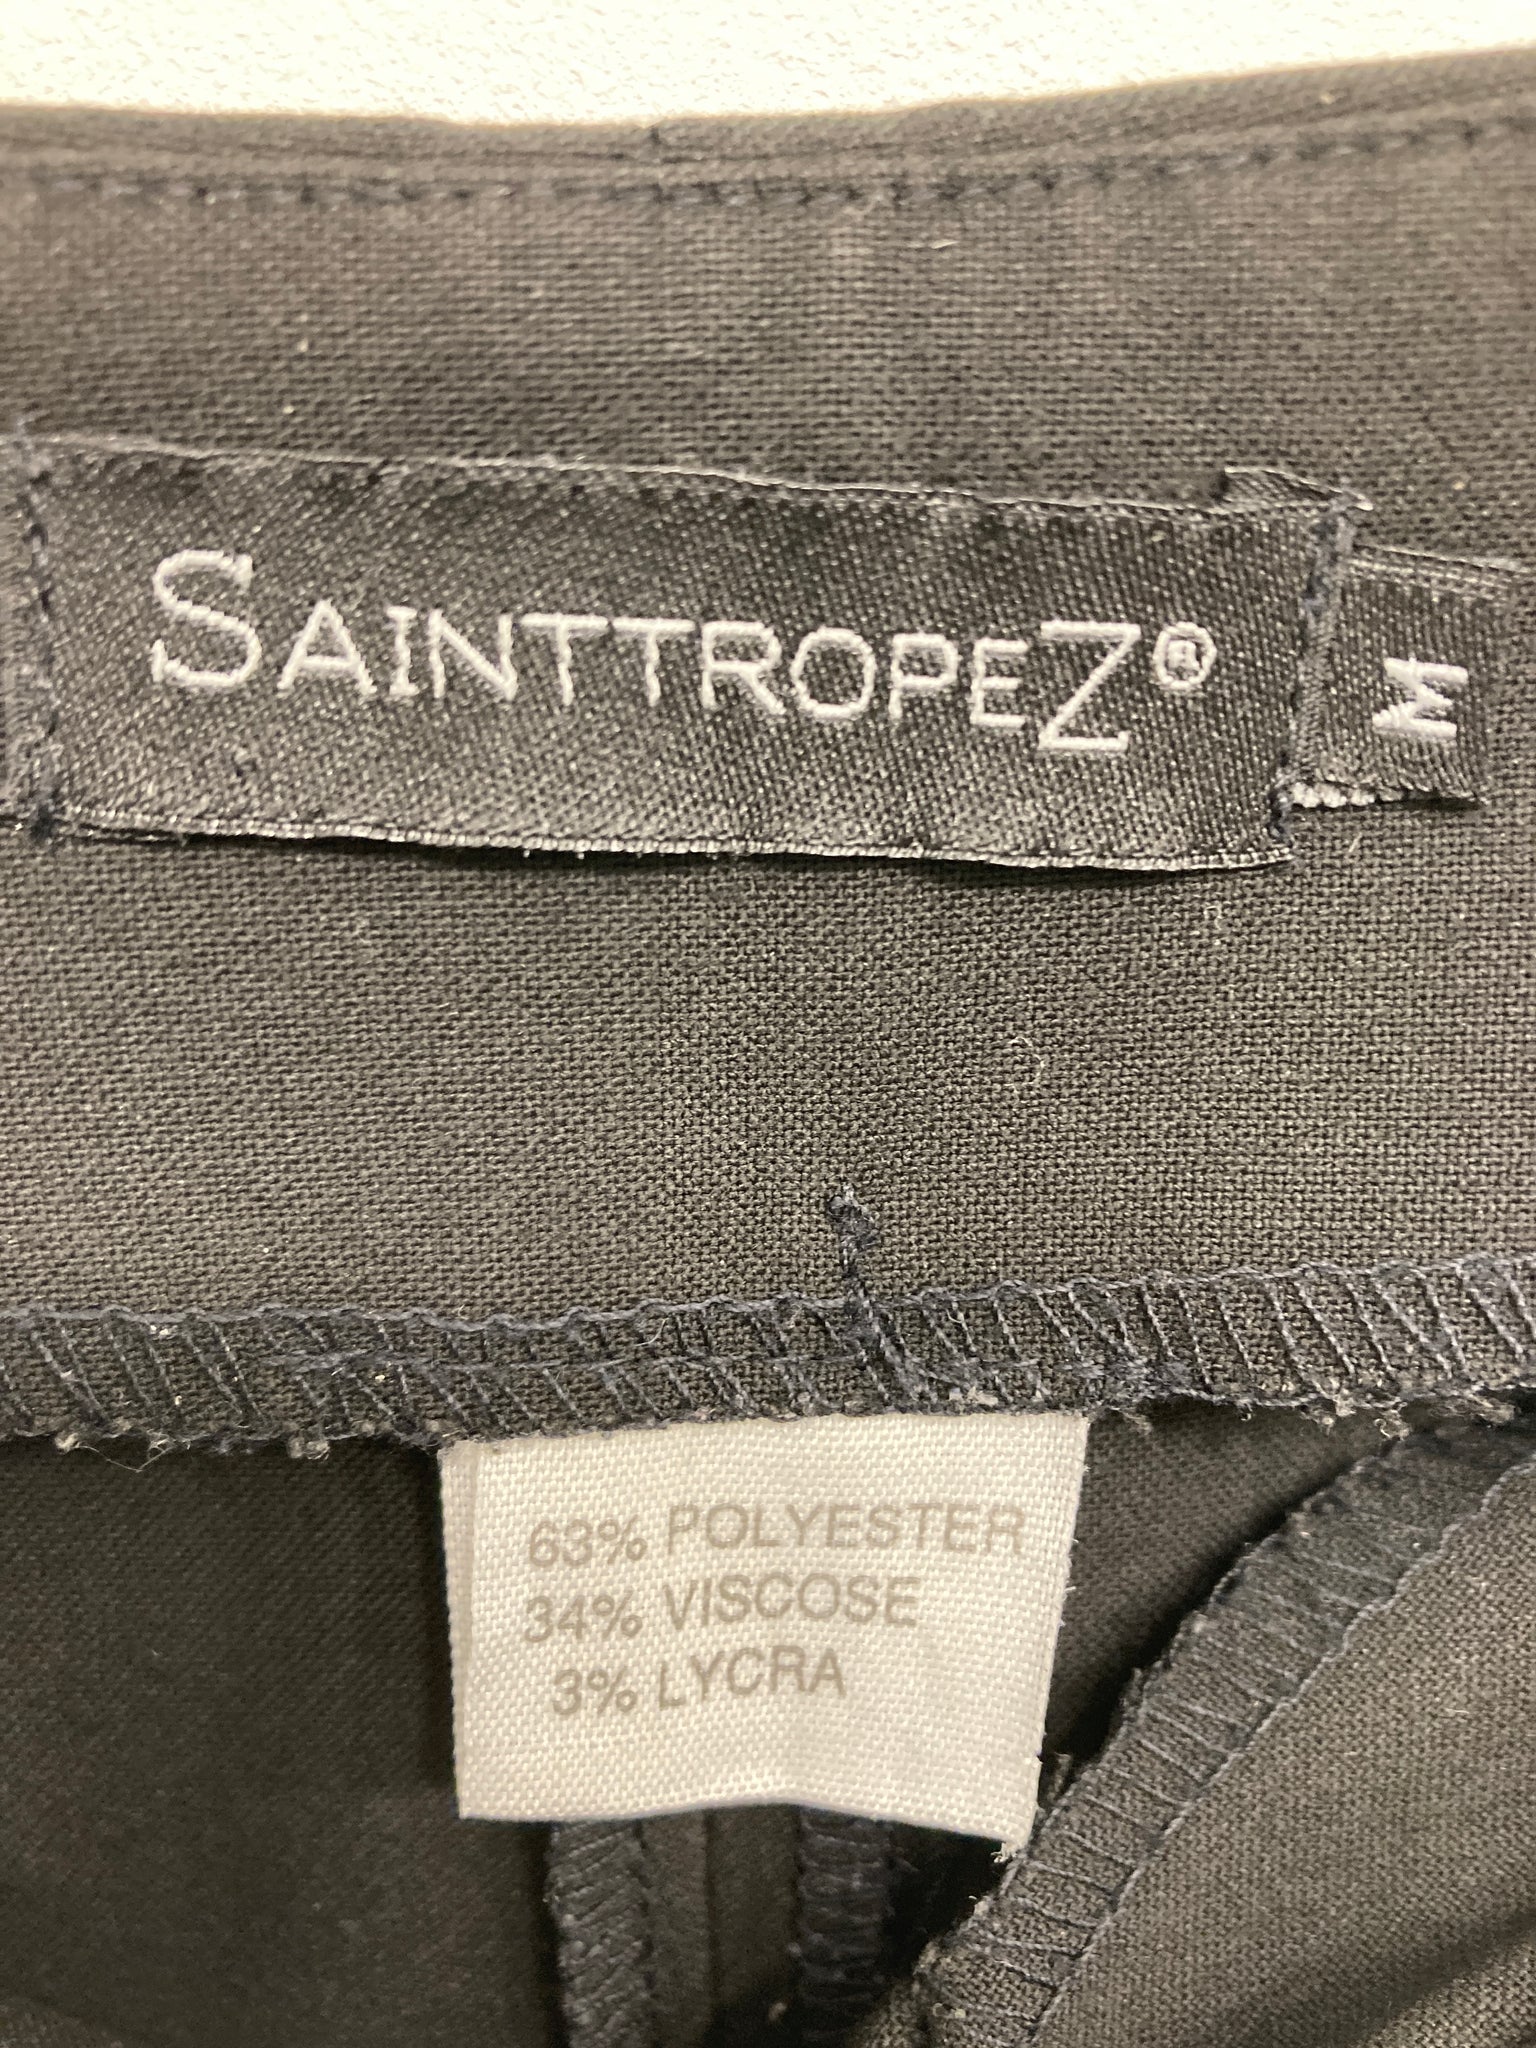 SAINTTROPEZ®
M
63% POLYESTER
34% VISCOSE
3% LYCRA